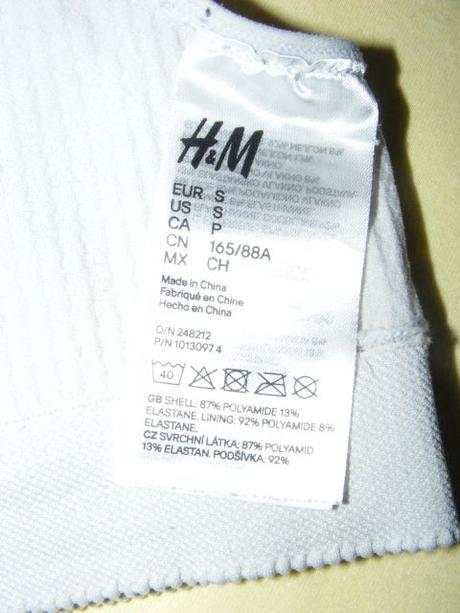 H&M
EUR S
US S
CA P
CN 165/88A
MX CH
Made in China
Fabriqué en Chine
Hecho en China
O/N 248212
P/N 1013097 4
40
GB SHELL: 87% POLYAMIDE 13%
ELASTANE. LINING: 92% POLYAMIDE 8%
ELASTANE.
CZ SVRCHNÍ LÁTKA: 87% POLYAMID
13% ELASTAN. PODŠÍVKA: 92%